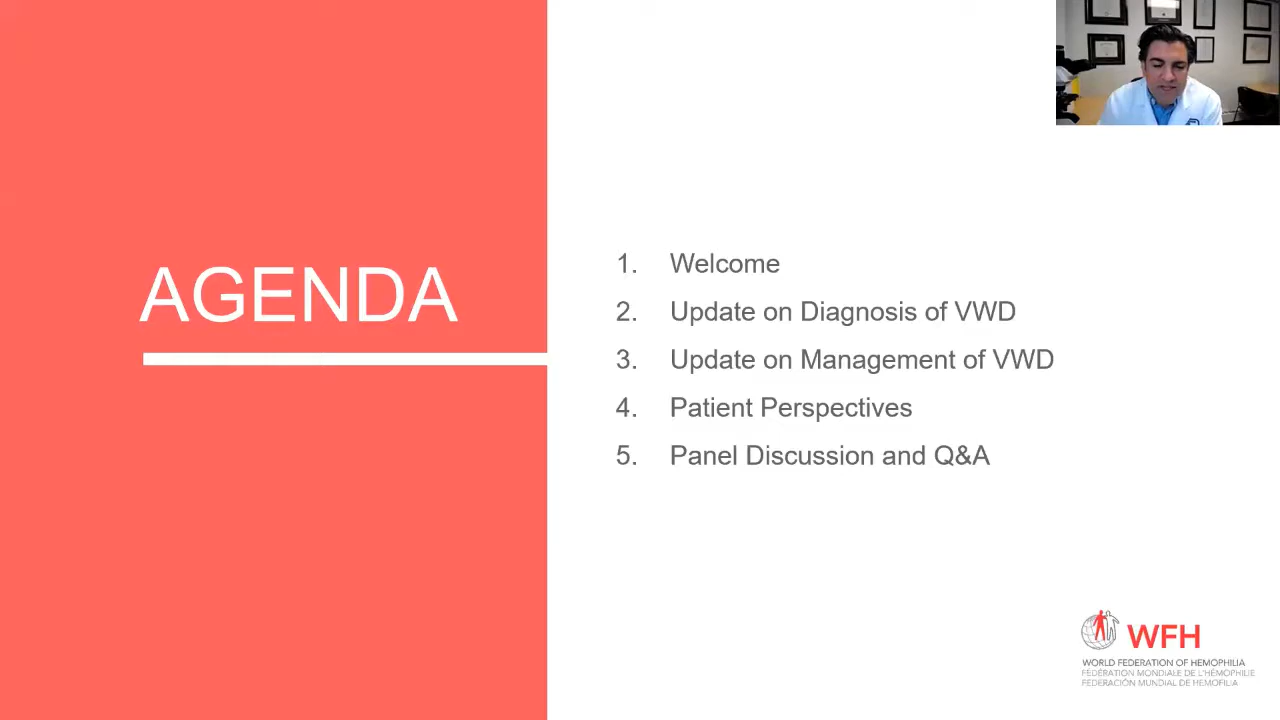 AGENDA
1. Welcome
2. Update on Diagnosis of VWD
3. Update on Management of VWD
4. Patient Perspectives
5. Panel Discussion and Q&A
WFH
WORLD FEDERATION OF HEMOPHILIA
FÉDÉRATION MONDIALE DE L'HÉMOPHILIE
FEDERACIÓN MUNDIAL DE HEMOFILIA